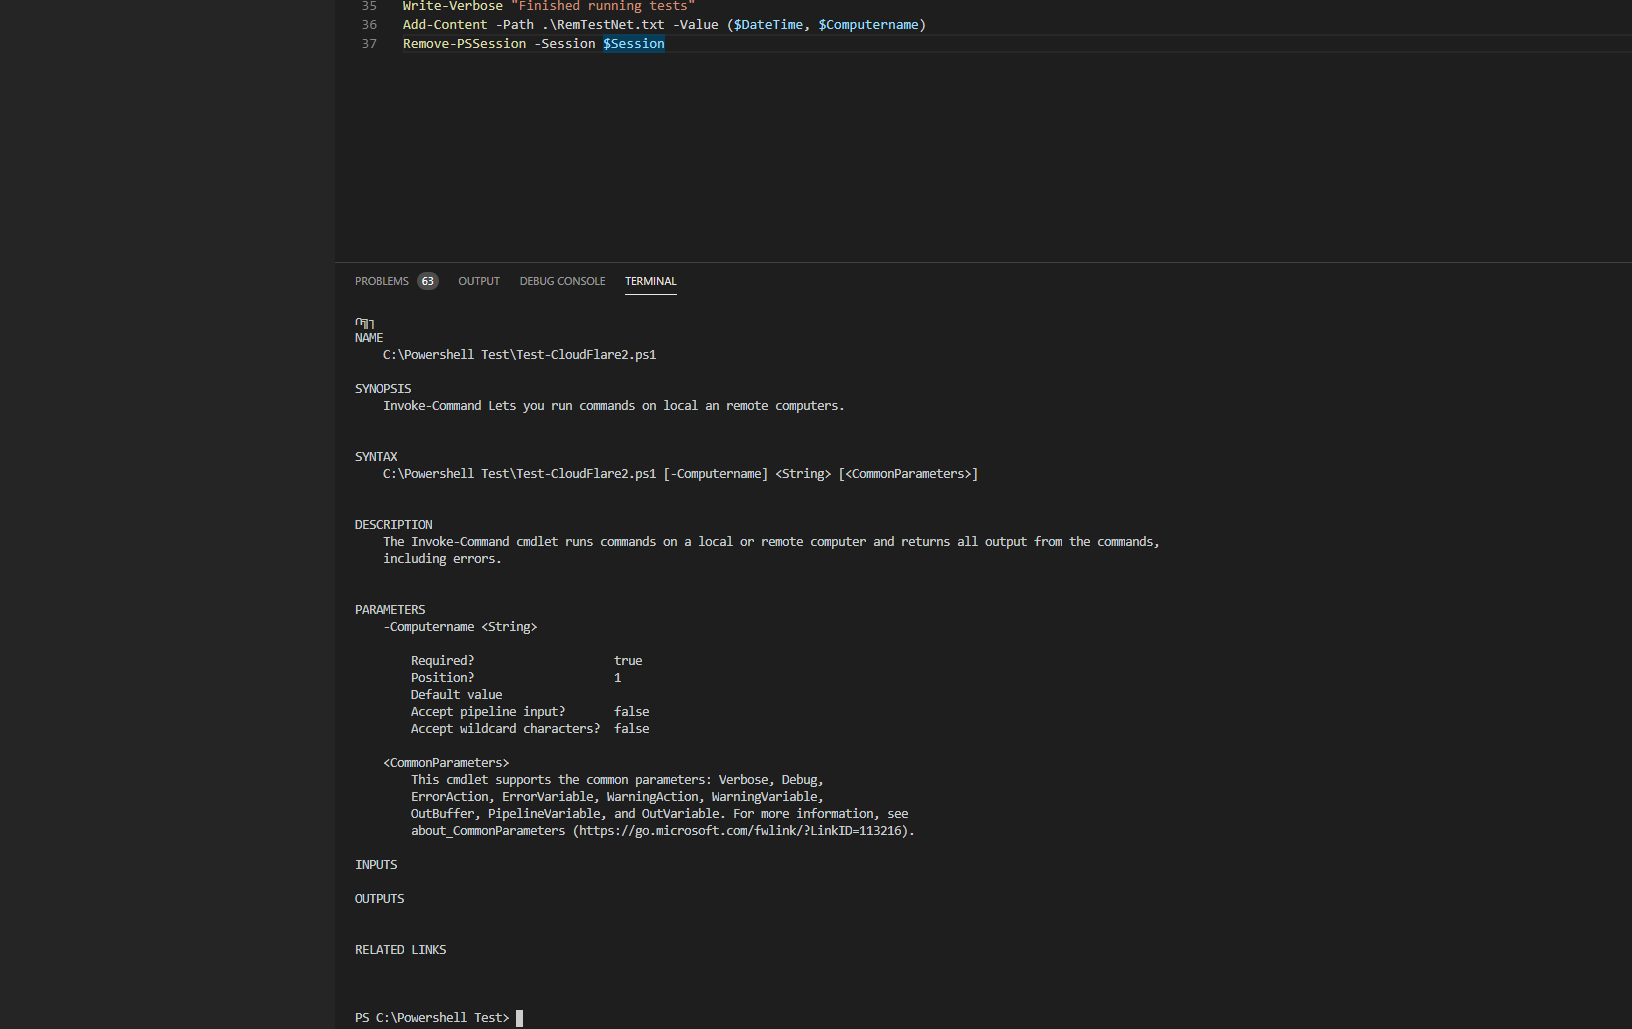 35 Write-Verbose "Finished running tests"
36 Add-Content -Path .\RemTestNet.txt -Value ($DateTime, $Computername)
37 Remove-PSSession -Session $Session
PROBLEMS 63 OUTPUT DEBUG CONSOLE TERMINAL
NAME
C:\Powershell Test\Test-CloudFlare2.ps1
SYNOPSIS
Invoke-Command Lets you run commands on local an remote computers.
SYNTAX
C:\Powershell Test\Test-CloudFlare2.ps1 [-Computername] <String> [<CommonParameters>]
DESCRIPTION
The Invoke-Command cmdlet runs commands on a local or remote computer and returns all output from the commands,
including errors.
PARAMETERS
-Computername <String>
Required? true
Position? 1
Default value
Accept pipeline input? false
Accept wildcard characters? false
<CommonParameters>
This cmdlet supports the common parameters: Verbose, Debug,
ErrorAction, ErrorVariable, WarningAction, WarningVariable,
OutBuffer, PipelineVariable, and OutVariable. For more information, see
about_CommonParameters (https://go.microsoft.com/fwlink/?LinkID=113216).
INPUTS
OUTPUTS
RELATED LINKS
PS C:\Powershell Test>